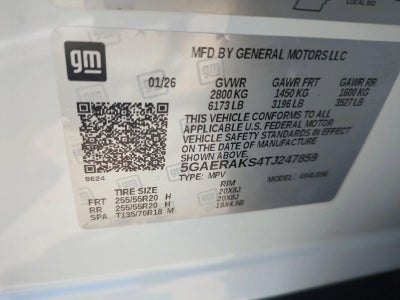 LOCAL 602
gm
MFD BY GENERAL MOTORS LLC
01/26 GVWR GAWR FRT GAWR RR
2800 KG 1450 KG 1600 KG
6173 LB 3196 LB 3527 LB
THIS VEHICLE CONFORMS TO ALL
APPLICABLE U.S. FEDERAL MOTOR
VEHICLE SAFETY STANDARDS IN EFFECT
ON THE DATE OF MANUFACTURE
5GAERAKS4TJ247859
TYPE: MPV MODEL:
B624
TIRE SIZE RIM
FRT 255/55R20 H 20X8J
RR 255/55R20 H 20X8J
SPA T135/70R18 M 18X4.5B